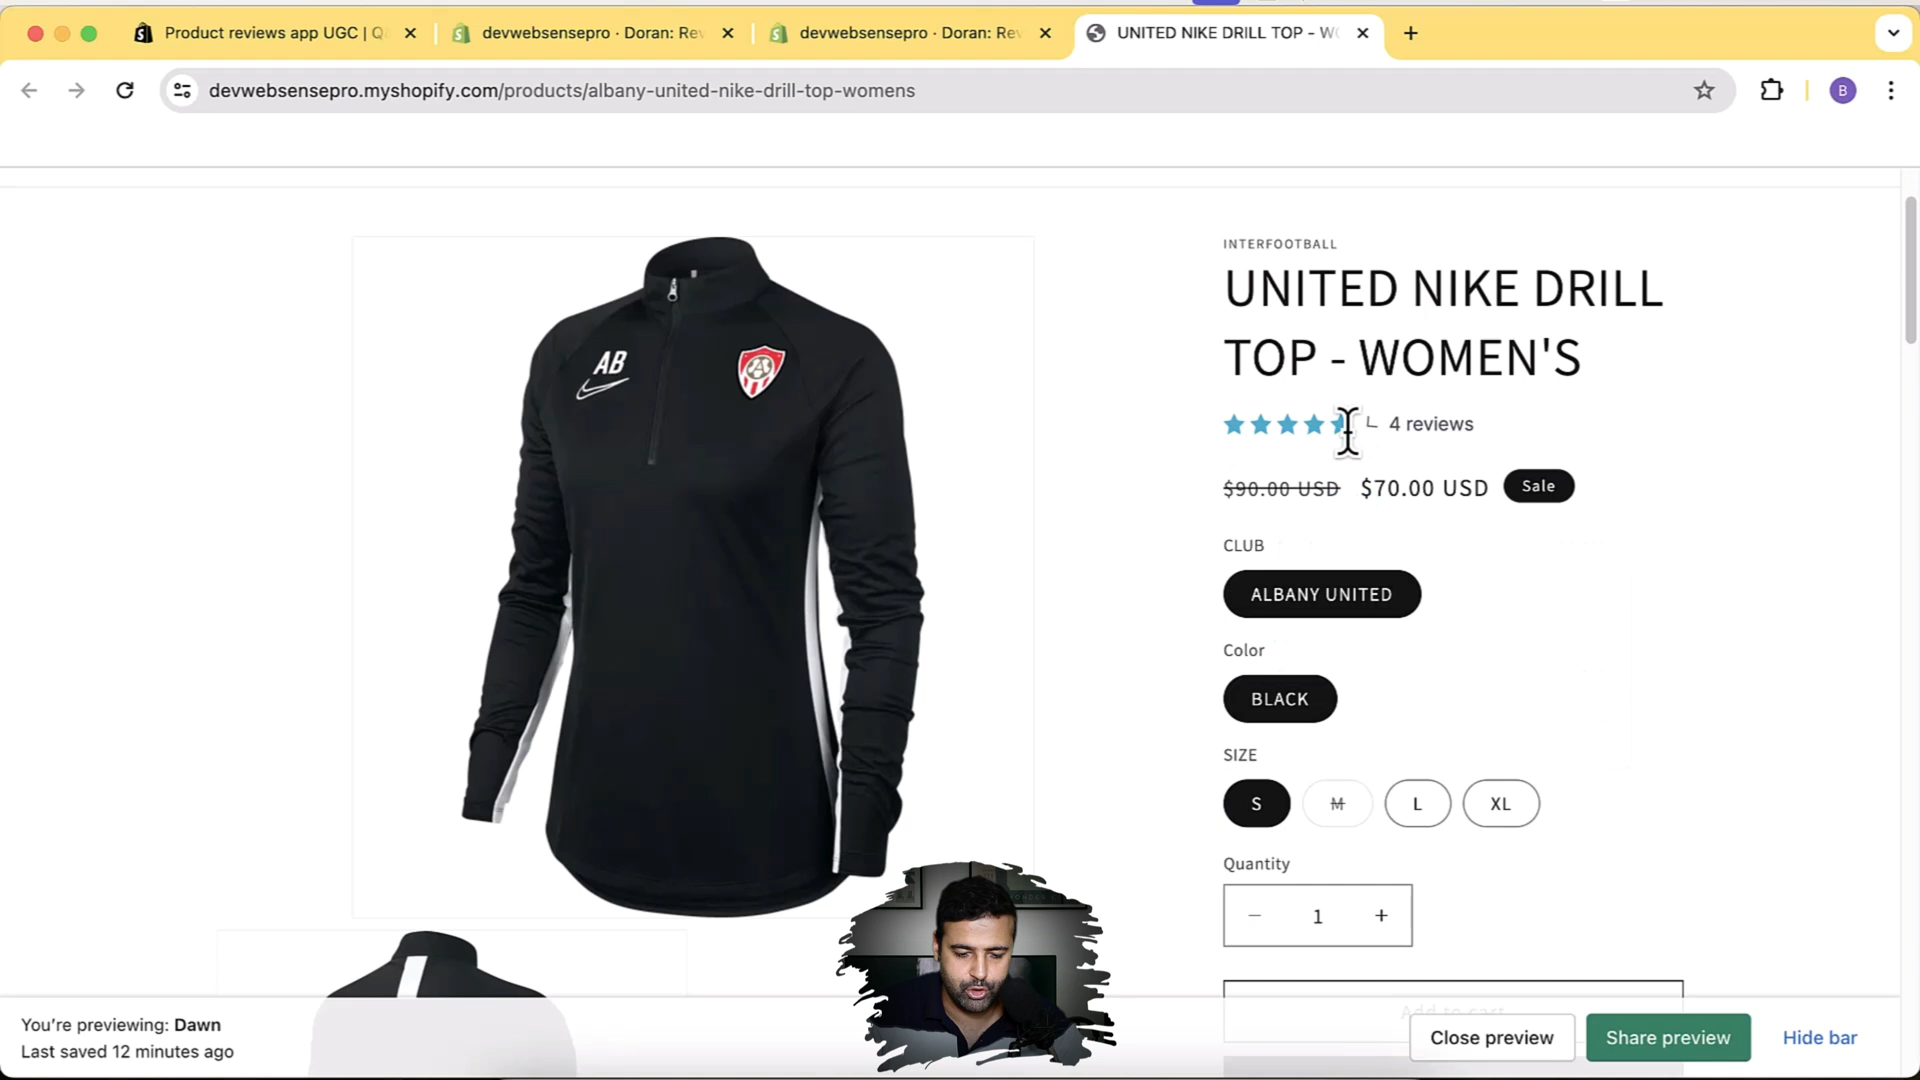 Product reviews app UGC | Q
devwebsensepro · Doran: Re
devwebsensepro · Doran: Re
UNITED NIKE DRILL TOP - W
devwebsensepro.myshopify.com/products/albany-united-nike-drill-top-womens
B
AB
INTERFOOTBALL
UNITED NIKE DRILL
TOP - WOMEN'S
4 reviews
$90.00 USD $70.00 USD Sale
CLUB
ALBANY UNITED
Color
BLACK
SIZE
S M L XL
Quantity
− 1 +
Add to cart
You're previewing: Dawn
Last saved 12 minutes ago
Close preview
Share preview
Hide bar